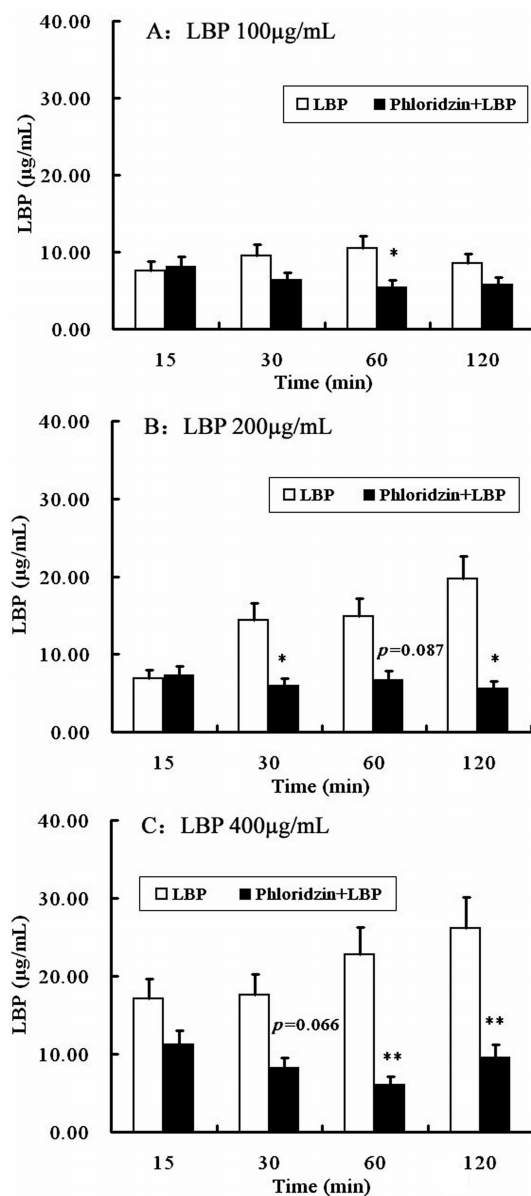 A：LBP 100µg/mL
LBP Phloridzin+LBP
LBP (µg/mL)
40.00
30.00
20.00
10.00
0.00
*
15 30 60 120
Time (min)
B：LBP 200µg/mL
LBP Phloridzin+LBP
LBP (µg/mL)
40.00
30.00
20.00
10.00
0.00
* p=0.087 *
15 30 60 120
Time (min)
C：LBP 400µg/mL
LBP Phloridzin+LBP
LBP (µg/mL)
40.00
30.00
20.00
10.00
0.00
p=0.066 ** **
15 30 60 120
Time (min)